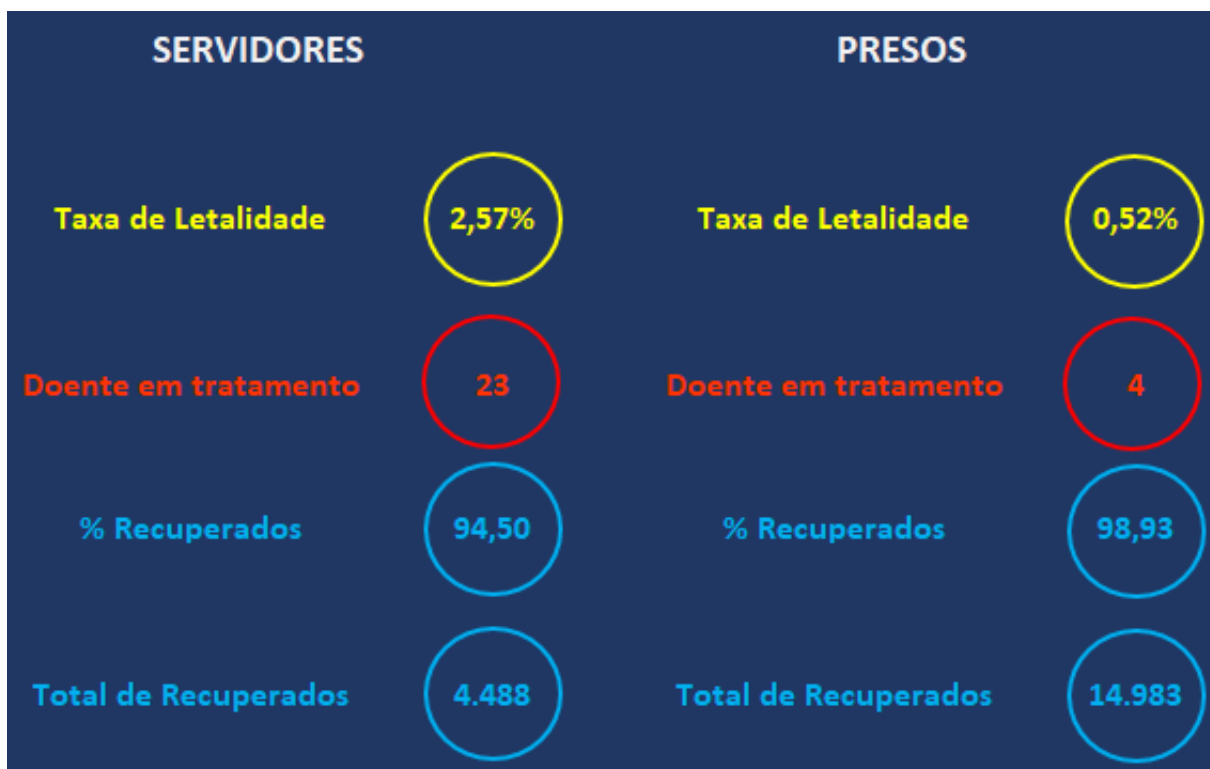 SERVIDORES
PRESOS
Taxa de Letalidade 2,57%
Taxa de Letalidade 0,52%
Doente em tratamento 23
Doente em tratamento 4
% Recuperados 94,50
% Recuperados 98,93
Total de Recuperados 4.488
Total de Recuperados 14.983